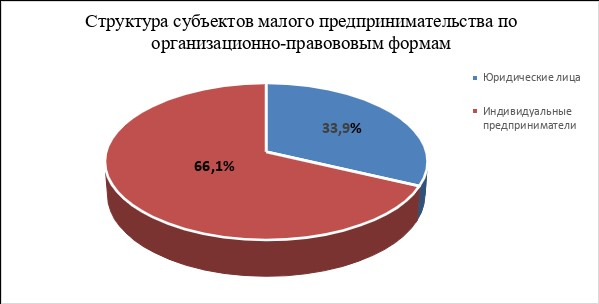 Структура субъектов малого предпринимательства по
организационно-правововым формам
Юридические лица
33,9%
Индивидуальные
предприниматели
66,1%